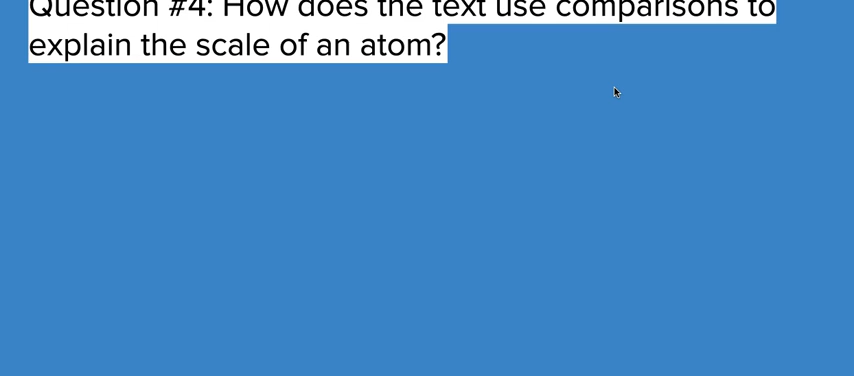 Question #4: How does the text use comparisons to
explain the scale of an atom?